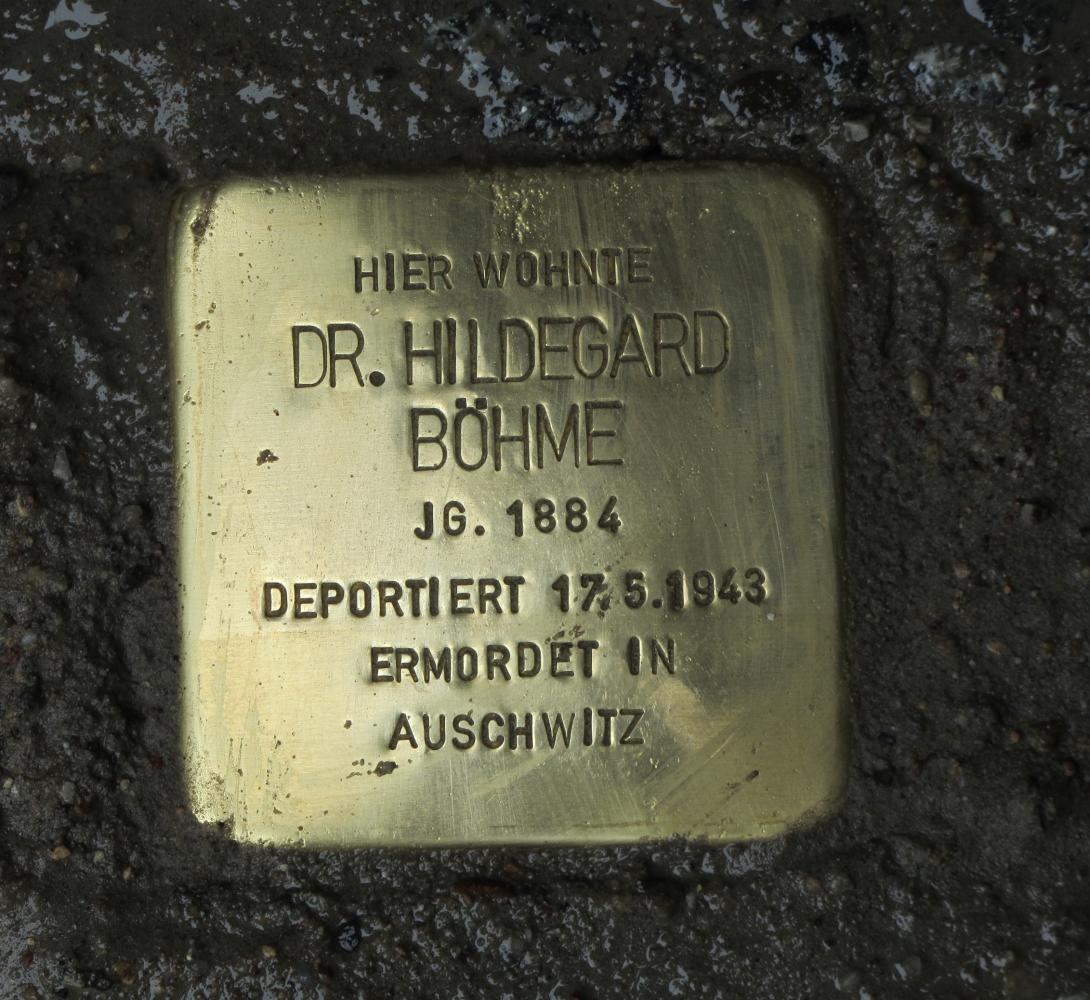 HIER WOHNTE
DR. HILDEGARD
BÖHME
JG. 1884
DEPORTIERT 17.5.1943
ERMORDET IN
AUSCHWITZ